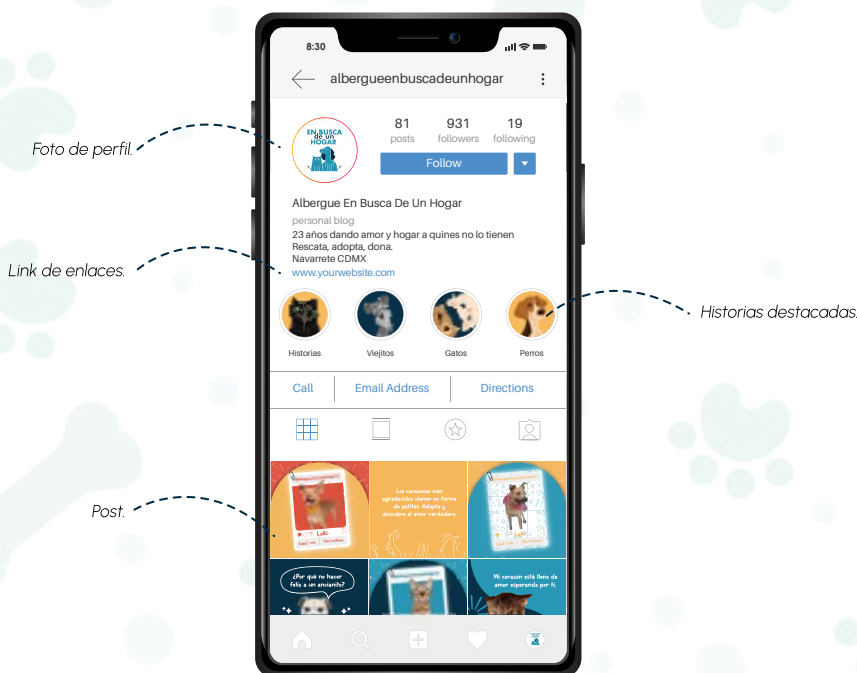 8:30
albergueenbuscadeunhogar
Foto de perfil.
EN BUSCA
de un
HOGAR
81 931 19
posts followers following
Follow
Albergue En Busca De Un Hogar
personal blog
23 años dando amor y hogar a quines no lo tienen
Rescata, adopta, dona.
Navarrete CDMX
Link de enlaces.
www.yourwebsite.com
Historias destacadas.
Historias Viejitos Gatos Perros
Call Email Address Directions
Post.
Los corazones más
agradecidos vienen en forma
de patitas. Adopta y
descubre el amor verdadero.
¿Por qué no hacer
feliz a un ancianito?
Mi corazón está lleno de
amor esperando por ti.